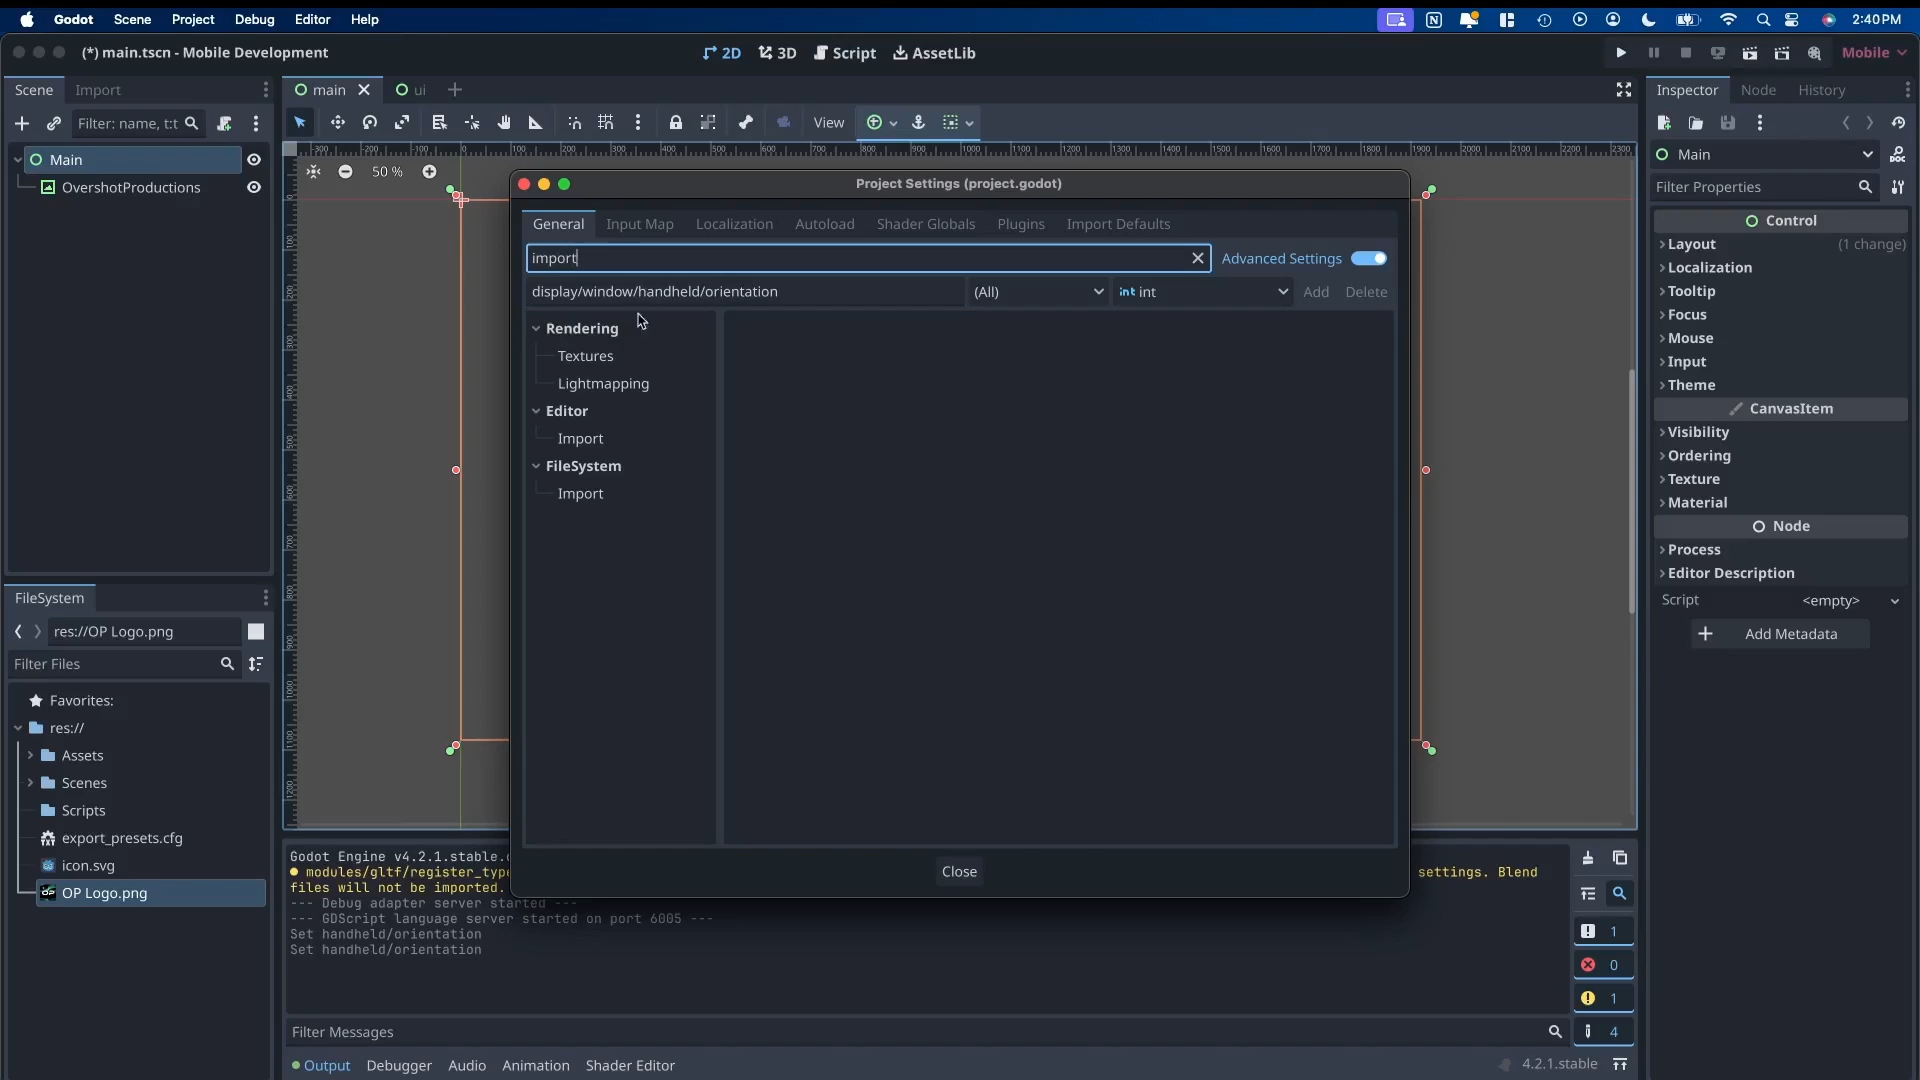 Godot Scene Project Debug Editor Help 2:40 PM
(*) main.tscn - Mobile Development
2D 3D Script AssetLib
Mobile
Scene Import
Filter: name, t:t
Main
OvershotProductions
main ui
View
50 %
Project Settings (project.godot)
General Input Map Localization Autoload Shader Globals Plugins Import Defaults
import Advanced Settings
display/window/handheld/orientation (All) int int Add Delete
Rendering
Textures
Lightmapping
Editor
Import
FileSystem
Import
Close
FileSystem
res://OP Logo.png
Filter Files
Favorites:
res://
Assets
Scenes
Scripts
export_presets.cfg
icon.svg
OP Logo.png
Godot Engine v4.2.1.stable.
modules/gltf/register_type settings. Blend
files will not be imported.
--- Debug adapter server started ---
--- GDScript language server started on port 6005 ---
Set handheld/orientation
Set handheld/orientation
1
0
1
4
Filter Messages
Output Debugger Audio Animation Shader Editor 4.2.1.stable
Inspector Node History
Main
Filter Properties
Control
Layout (1 change)
Localization
Tooltip
Focus
Mouse
Input
Theme
CanvasItem
Visibility
Ordering
Texture
Material
Node
Process
Editor Description
Script <empty>
Add Metadata